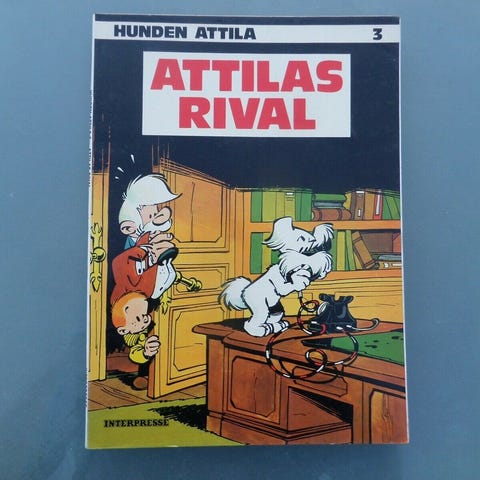 HUNDEN ATTILA 3
ATTILAS
RIVAL
INTERPRESSE